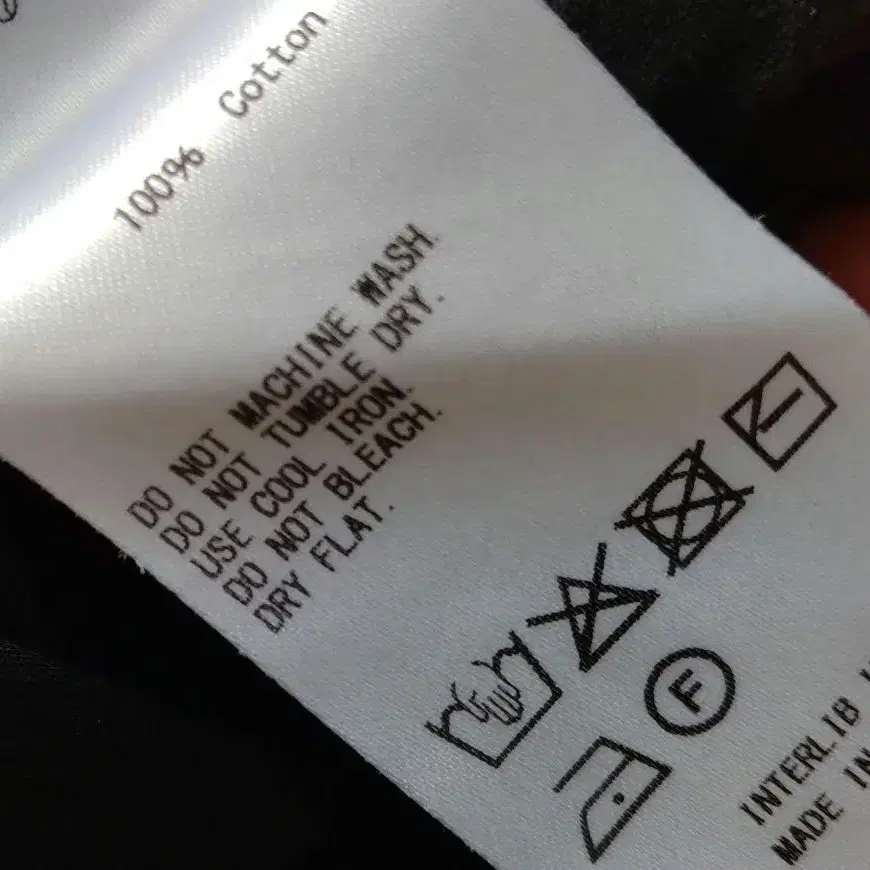 100% Cotton
DO NOT MACHINE WASH.
DO NOT TUMBLE DRY.
USE COOL IRON.
DO NOT BLEACH.
DRY FLAT.
F
INTERLIB
MADE IN